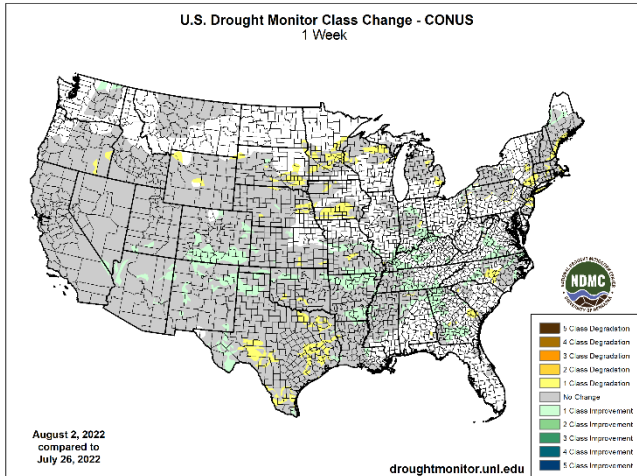 U.S. Drought Monitor Class Change - CONUS
1 Week
NDMC
5 Class Degradation
4 Class Degradation
3 Class Degradation
2 Class Degradation
1 Class Degradation
No Change
1 Class Improvement
2 Class Improvement
3 Class Improvement
4 Class Improvement
5 Class Improvement
August 2, 2022
compared to
July 26, 2022
droughtmonitor.unl.edu